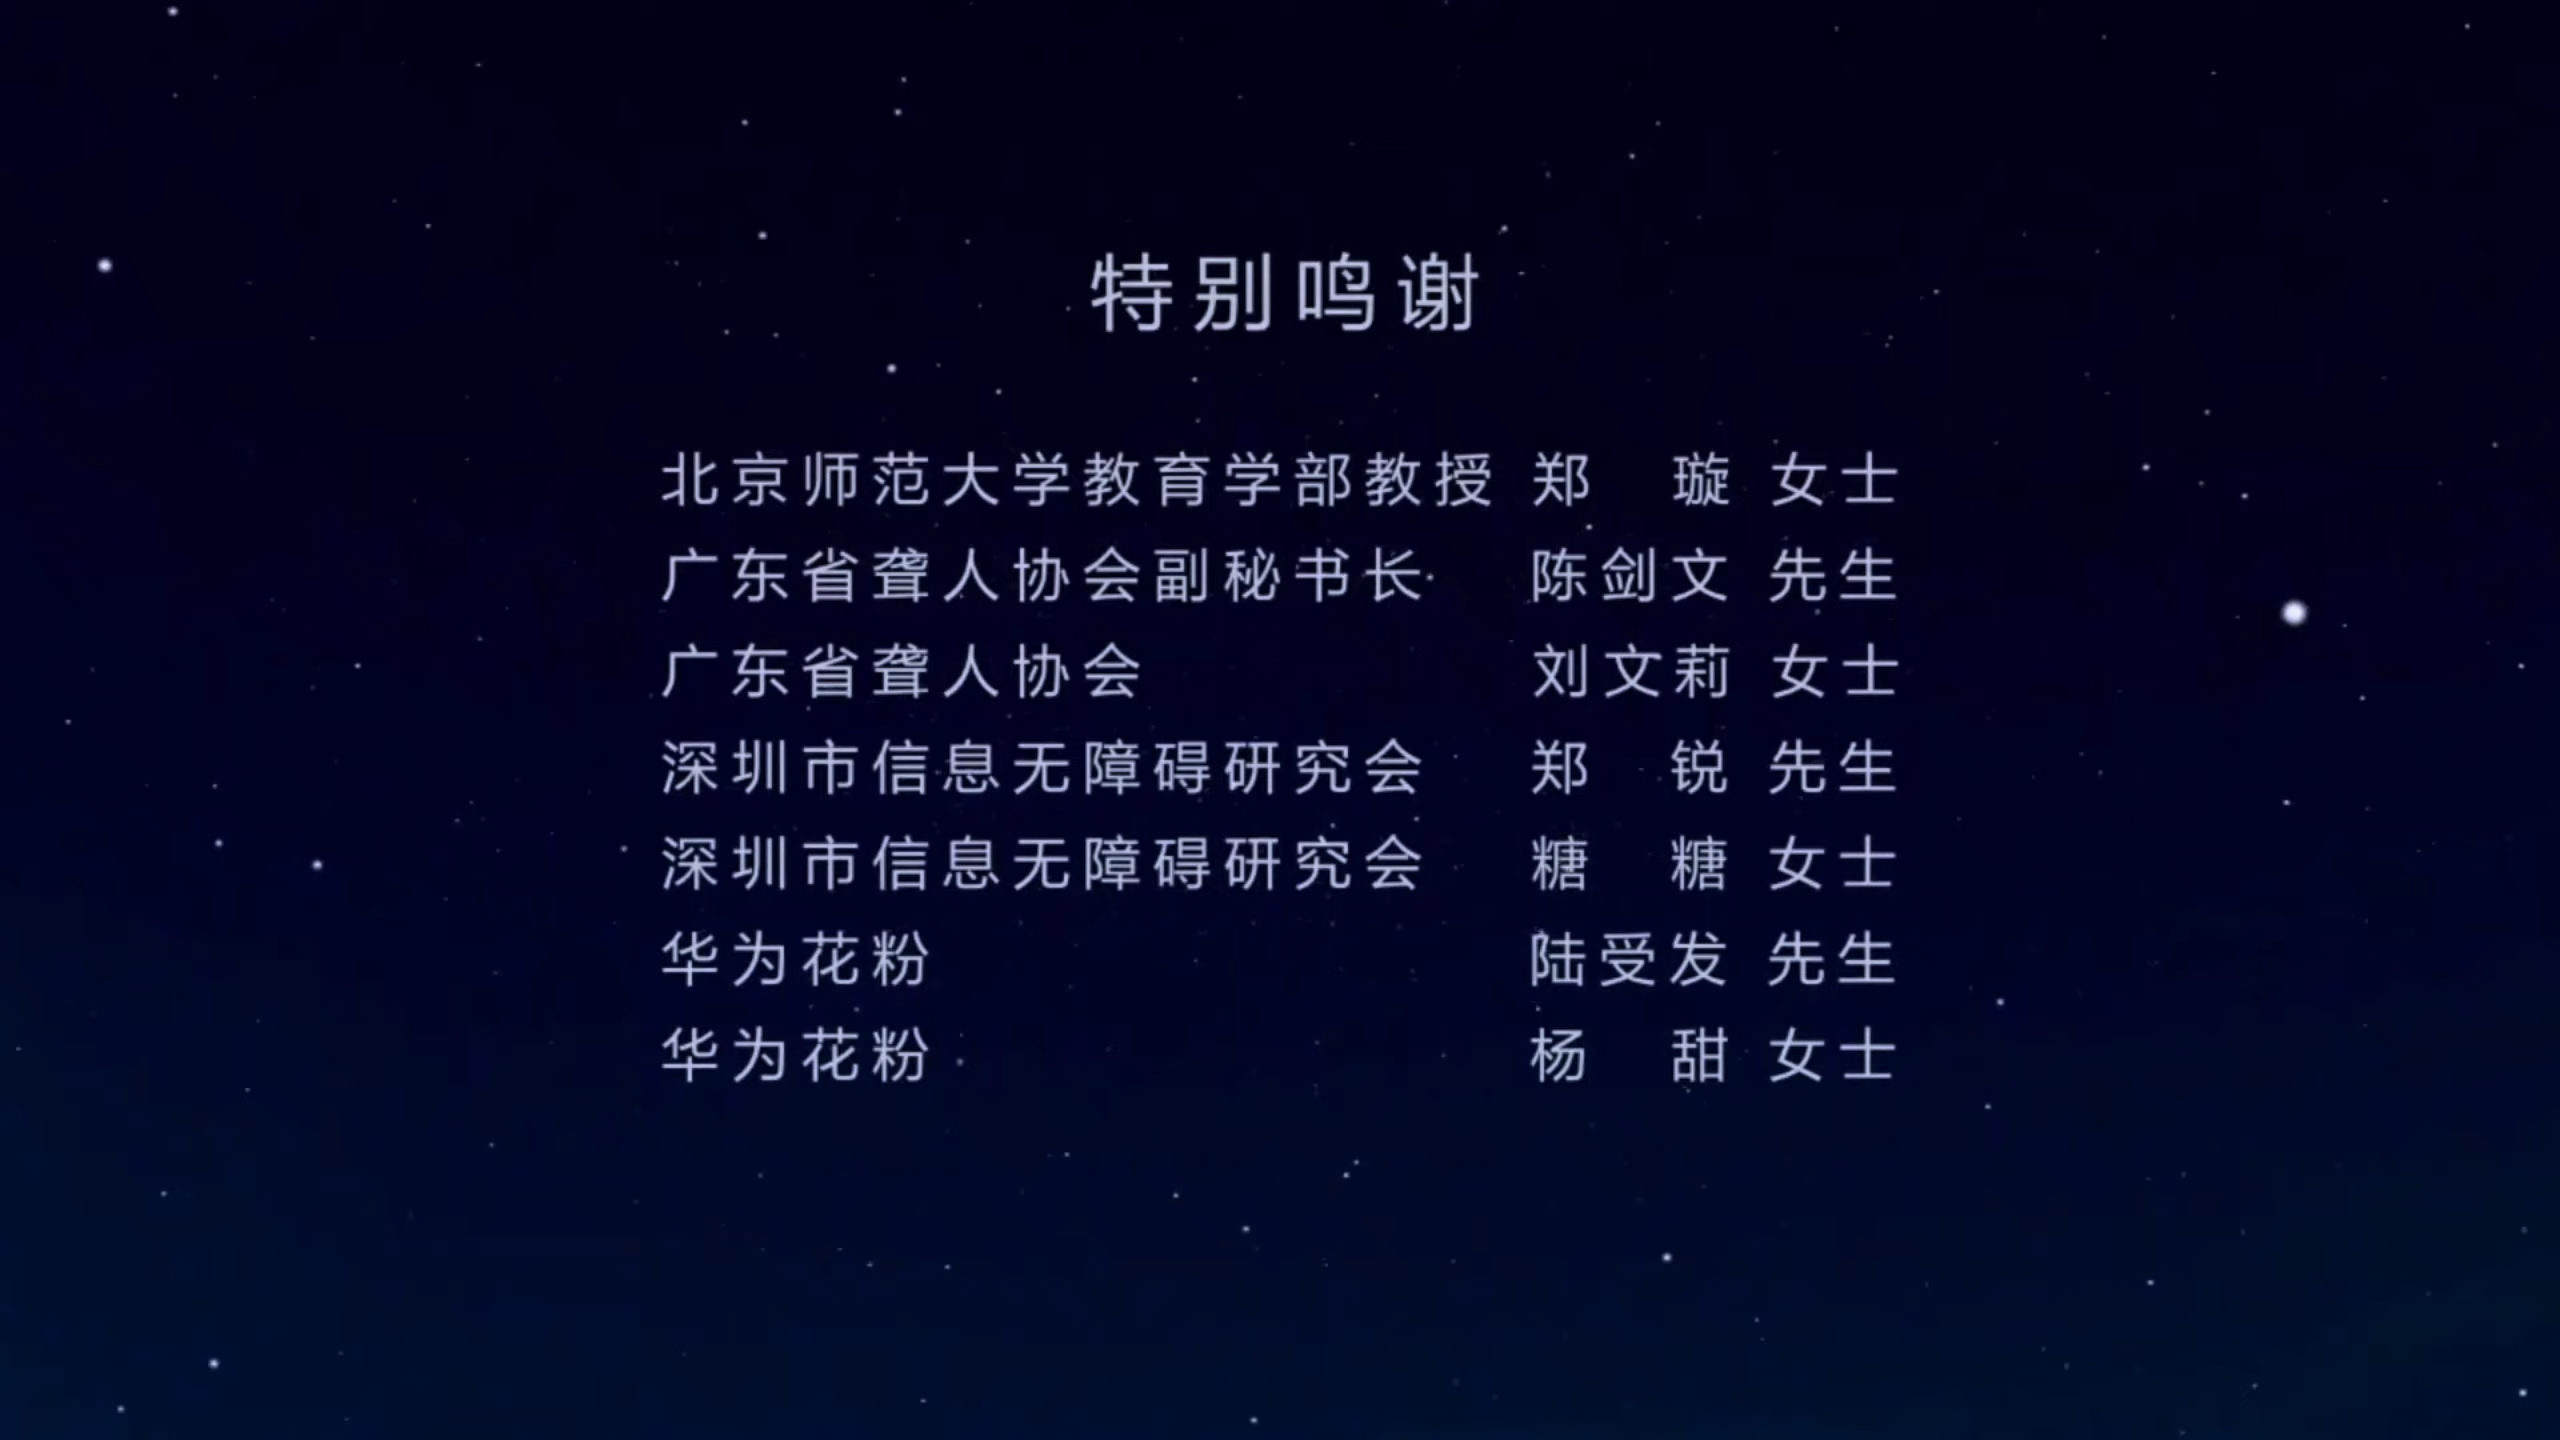 特别鸣谢
北京师范大学教育学部教授 郑　璇 女士
广东省聋人协会副秘书长 陈剑文 先生
广东省聋人协会 刘文莉 女士
深圳市信息无障碍研究会 郑　锐 先生
深圳市信息无障碍研究会 糖　糖 女士
华为花粉 陆受发 先生
华为花粉 杨　甜 女士